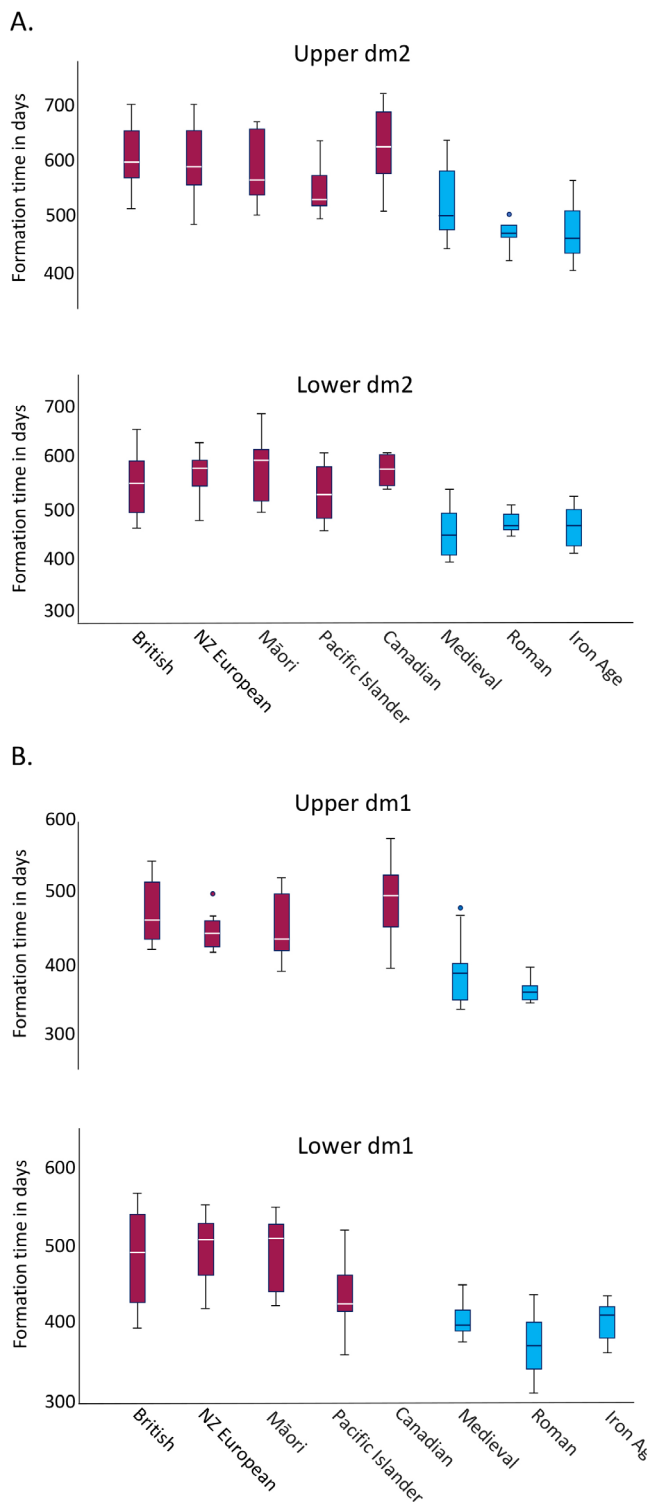 A.
Upper dm2
Formation time in days
700
600
500
400
Lower dm2
Formation time in days
700
600
500
400
300
British
NZ European
Māori
Pacific Islander
Canadian
Medieval
Roman
Iron Age
B.
Upper dm1
Formation time in days
600
500
400
300
Lower dm1
Formation time in days
600
500
400
300
British
NZ European
Māori
Pacific Islander
Canadian
Medieval
Roman
Iron Ag